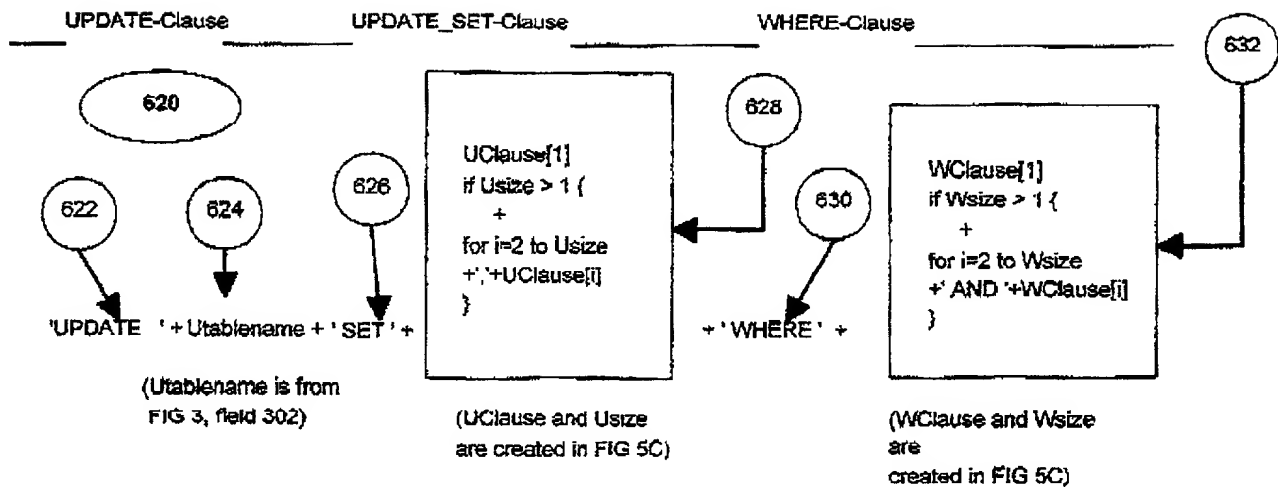 UPDATE-Clause UPDATE_SET-Clause WHERE-Clause
632
620
628
622 624 626 630
UClause[1]
if Usize > 1 {
+
for i=2 to Usize
+','+UClause[i]
}
WClause[1]
if Wsize > 1 {
+
for i=2 to Wsize
+' AND '+WClause[i]
}
'UPDATE ' + Utablename + ' SET ' + + ' WHERE ' +
(Utablename is from
FIG 3, field 302)
(UClause and Usize
are created in FIG 5C)
(WClause and Wsize
are
created in FIG 5C)